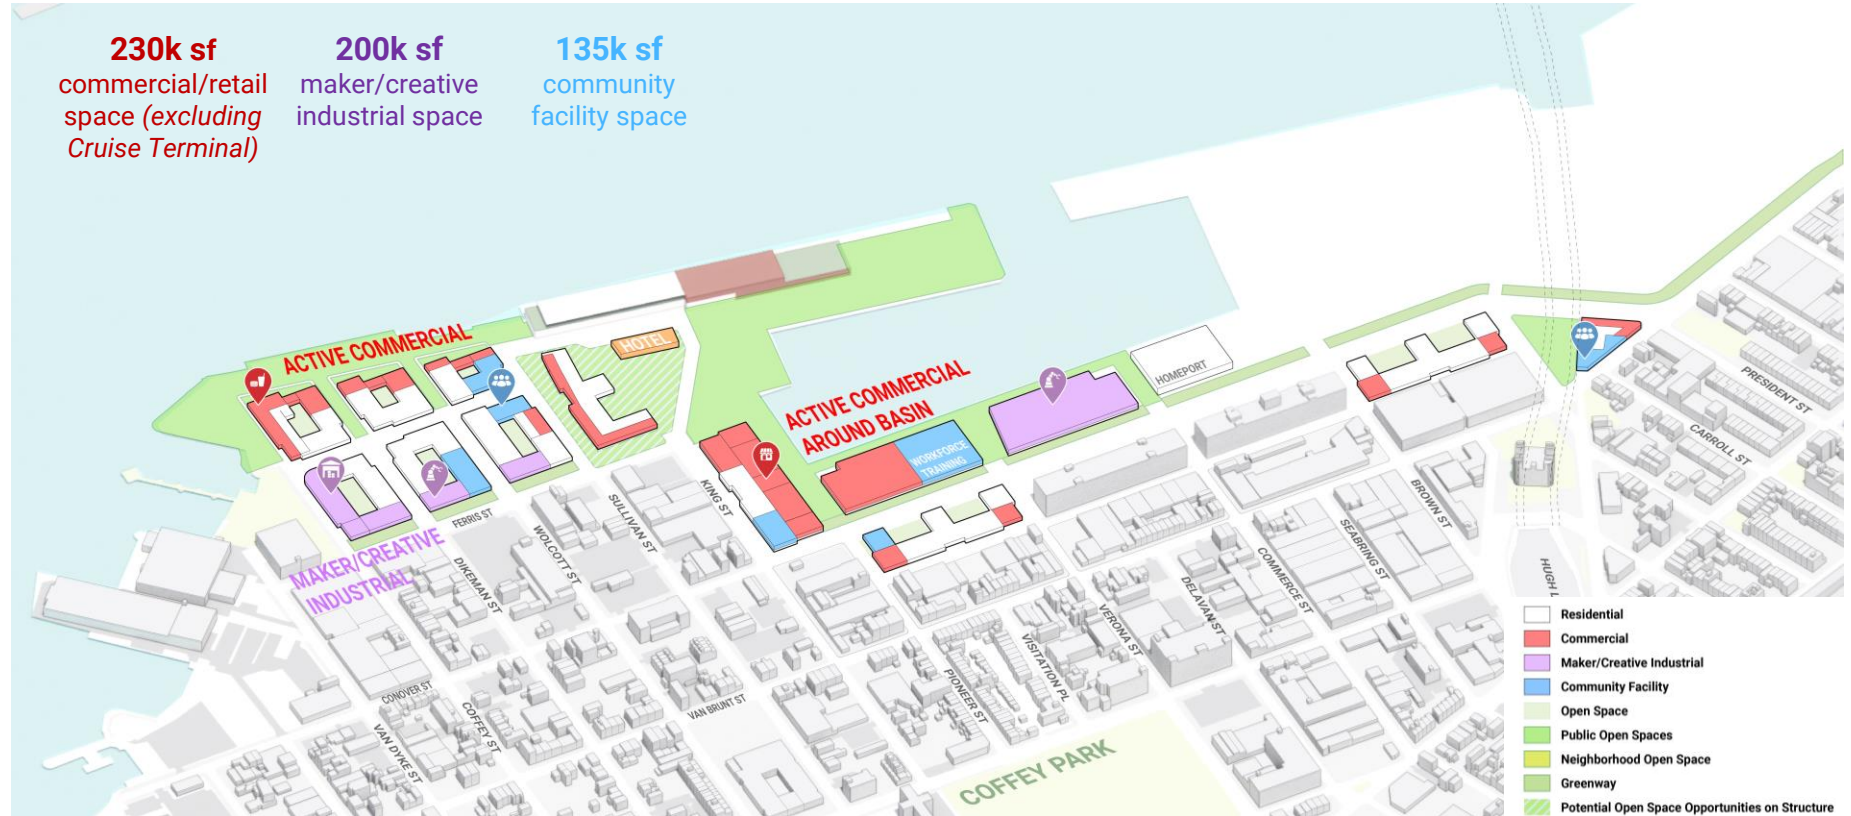 230k sf
commercial/retail
space (excluding
Cruise Terminal)
200k sf
maker/creative
industrial space
135k sf
community
facility space
ACTIVE COMMERCIAL
HOTEL
ACTIVE COMMERCIAL
AROUND BASIN
WORKFORCE
TRAINING
HOMEPORT
MAKER/CREATIVE
INDUSTRIAL
FERRIS ST
DIKEMAN ST
WOLCOTT ST
SULLIVAN ST
KING ST
CONOVER ST
VAN DYKE ST
COFFEY ST
VAN BRUNT ST
PIONEER ST
VISITATION PL
VERONA ST
DELAVAN ST
COMMERCE ST
SEABRING ST
BROWN ST
HUGH L
CARROLL ST
PRESIDENT ST
COFFEY PARK
Residential
Commercial
Maker/Creative Industrial
Community Facility
Open Space
Public Open Spaces
Neighborhood Open Space
Greenway
Potential Open Space Opportunities on Structure